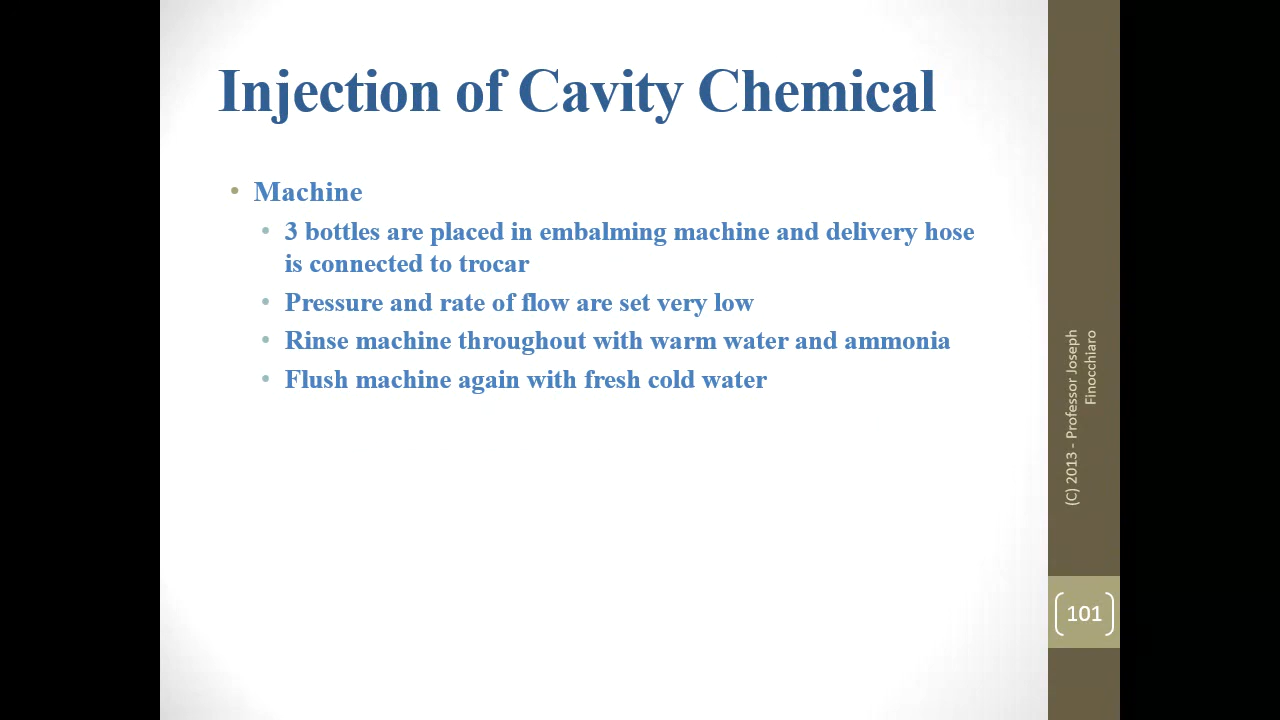 Injection of Cavity Chemical
• Machine
• 3 bottles are placed in embalming machine and delivery hose
is connected to trocar
• Pressure and rate of flow are set very low
• Rinse machine throughout with warm water and ammonia
• Flush machine again with fresh cold water
(C) 2013 - Professor Joseph
Finocchiaro
101